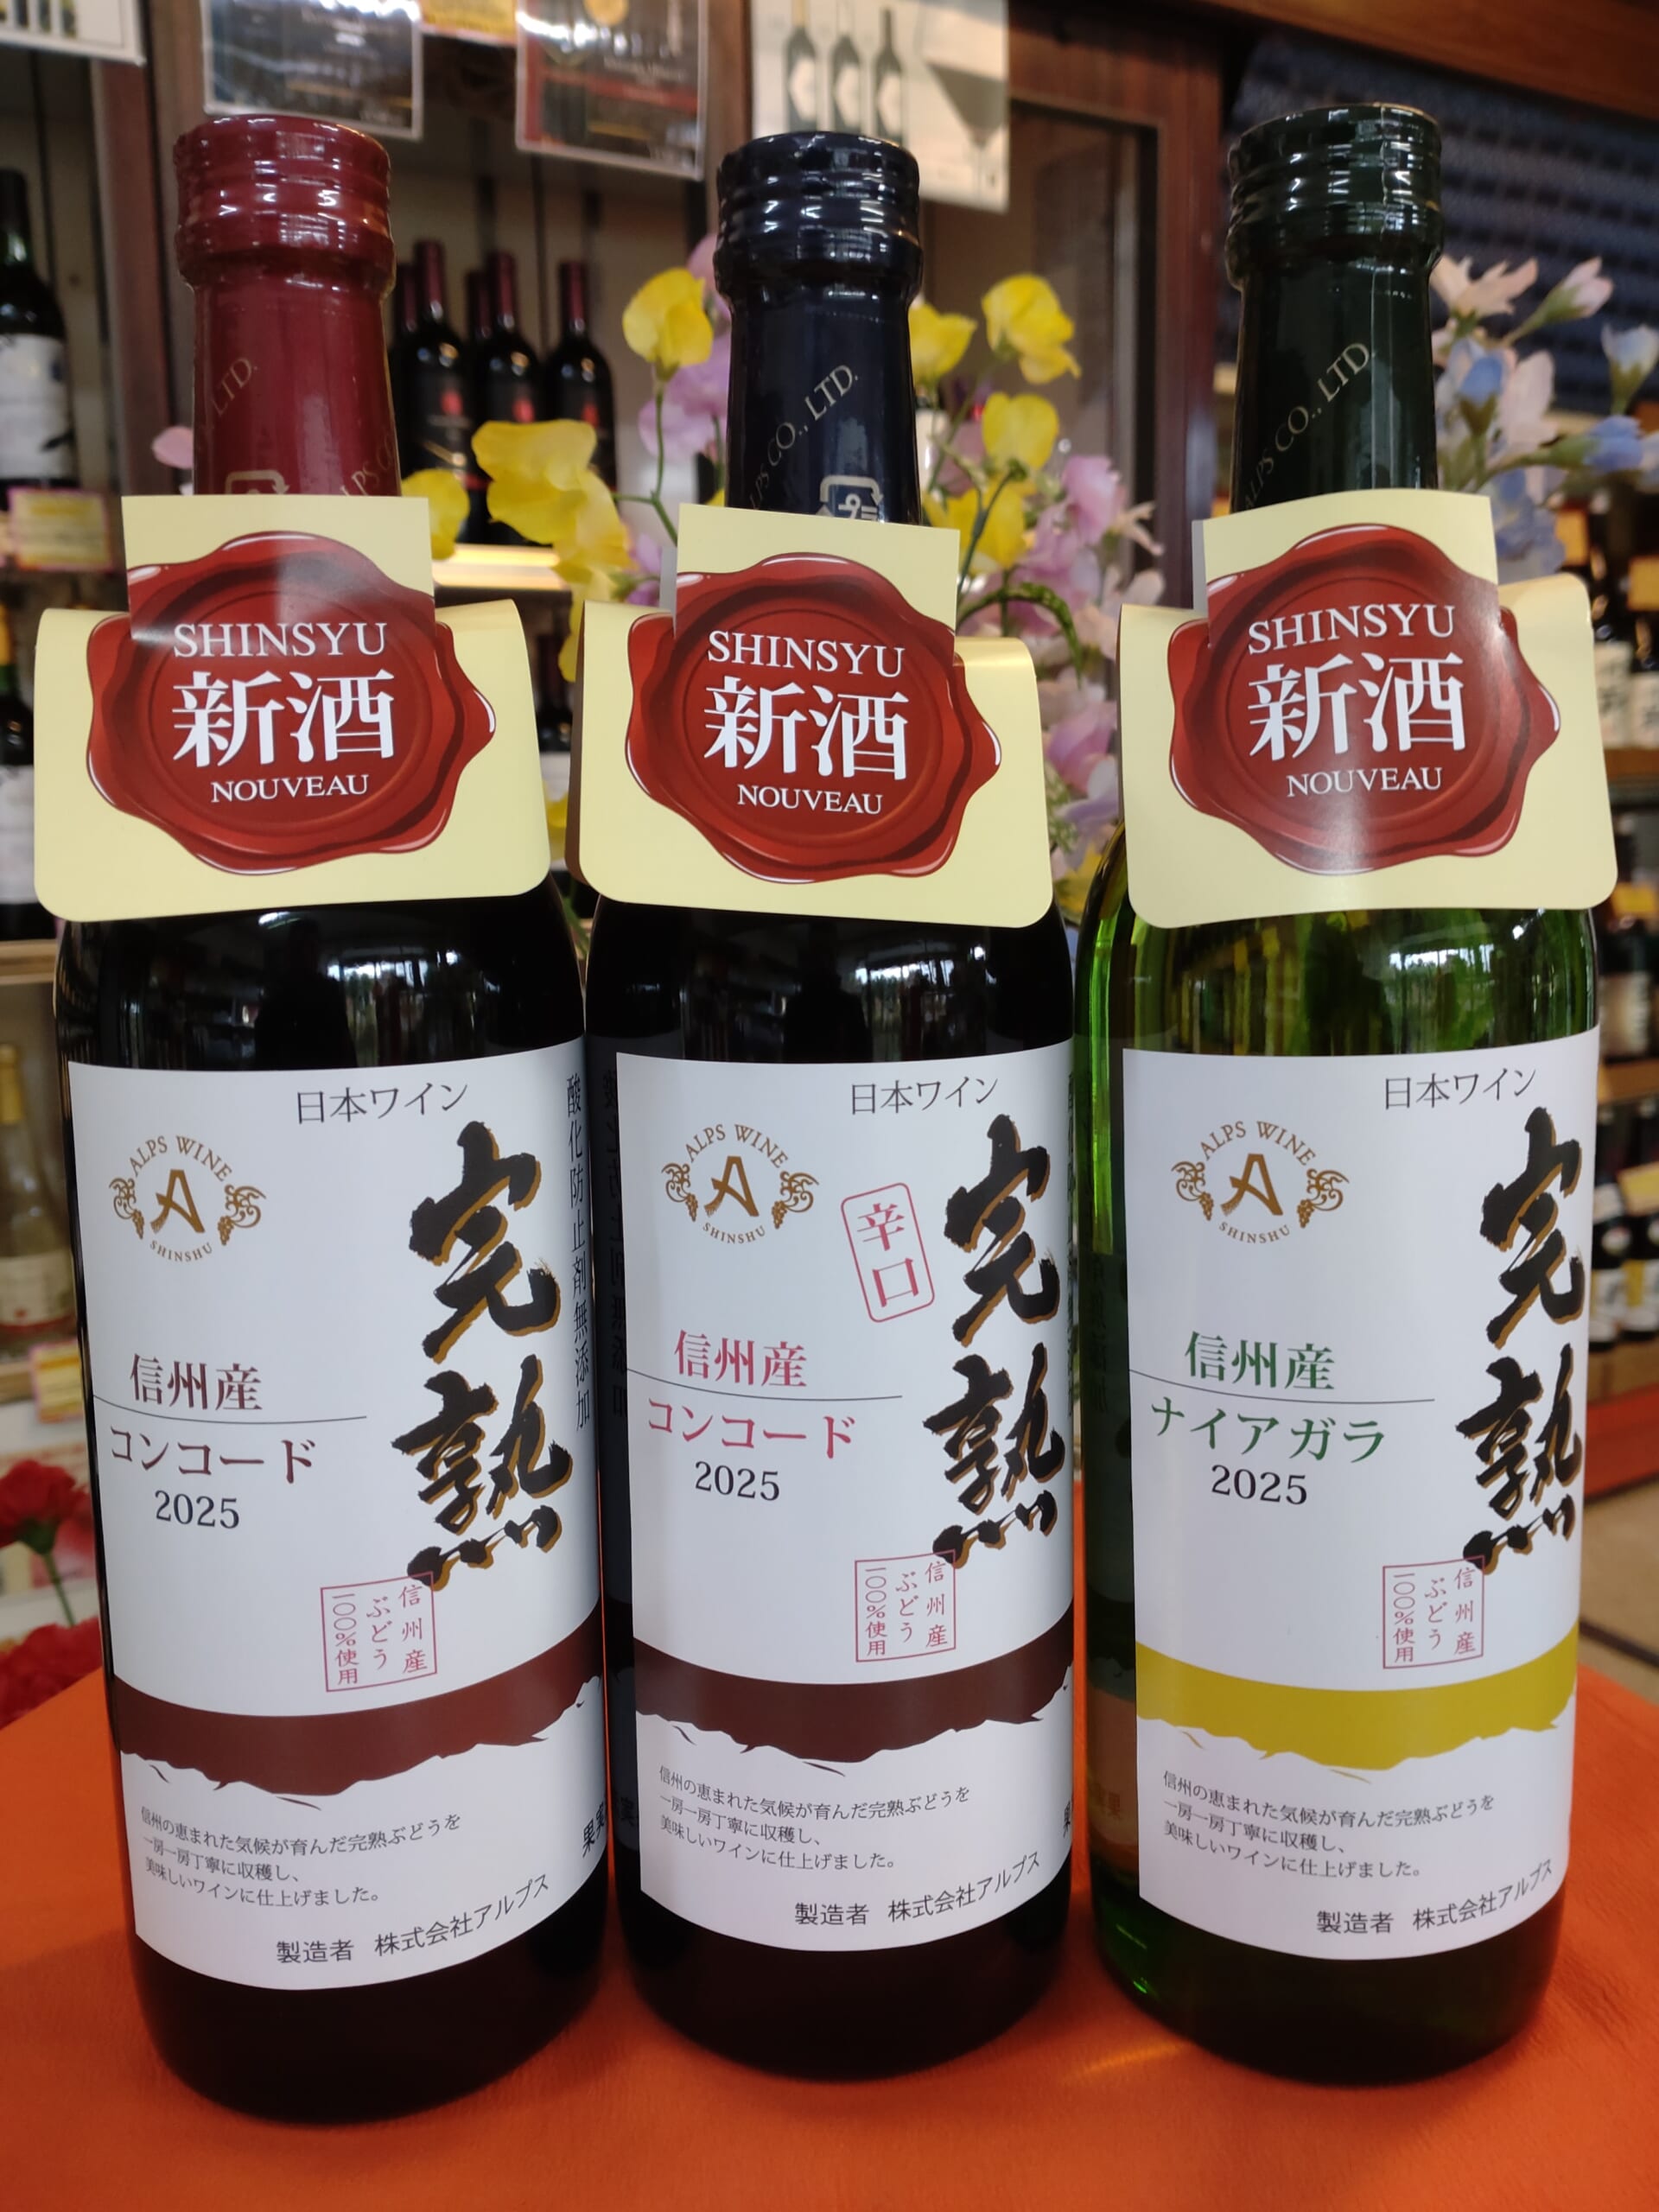 LTD.
LPS CO
SHINSYU
新酒
NOUVEAU
日本ワイン
ALPS WINE
A
SHINSHU
完熟
酸化防止剤無添加
信州産
コンコード
2025
信州産
ぶどう
100%使用
信州の恵まれた気候が育んだ完熟ぶどうを
一房一房丁寧に収穫し、
美味しいワインに仕上げました。
製造者 株式会社アルプス
LPS CO., LTD.
SHINSYU
新酒
NOUVEAU
日本ワイン
ALPS WINE
A
SHINSHU
辛口
完熟
信州産
コンコード
2025
信州産
ぶどう
100%使用
信州の恵まれた気候が育んだ完熟ぶどうを
一房一房丁寧に収穫し、
美味しいワインに仕上げました。
製造者 株式会社アルプス
ALPS CO., LTD.
SHINSYU
新酒
NOUVEAU
日本ワイン
ALPS WINE
A
SHINSHU
完熟
信州産
ナイアガラ
2025
信州産
ぶどう
100%使用
信州の恵まれた気候が育んだ完熟ぶどうを
一房一房丁寧に収穫し、
美味しいワインに仕上げました。
製造者 株式会社アルプス